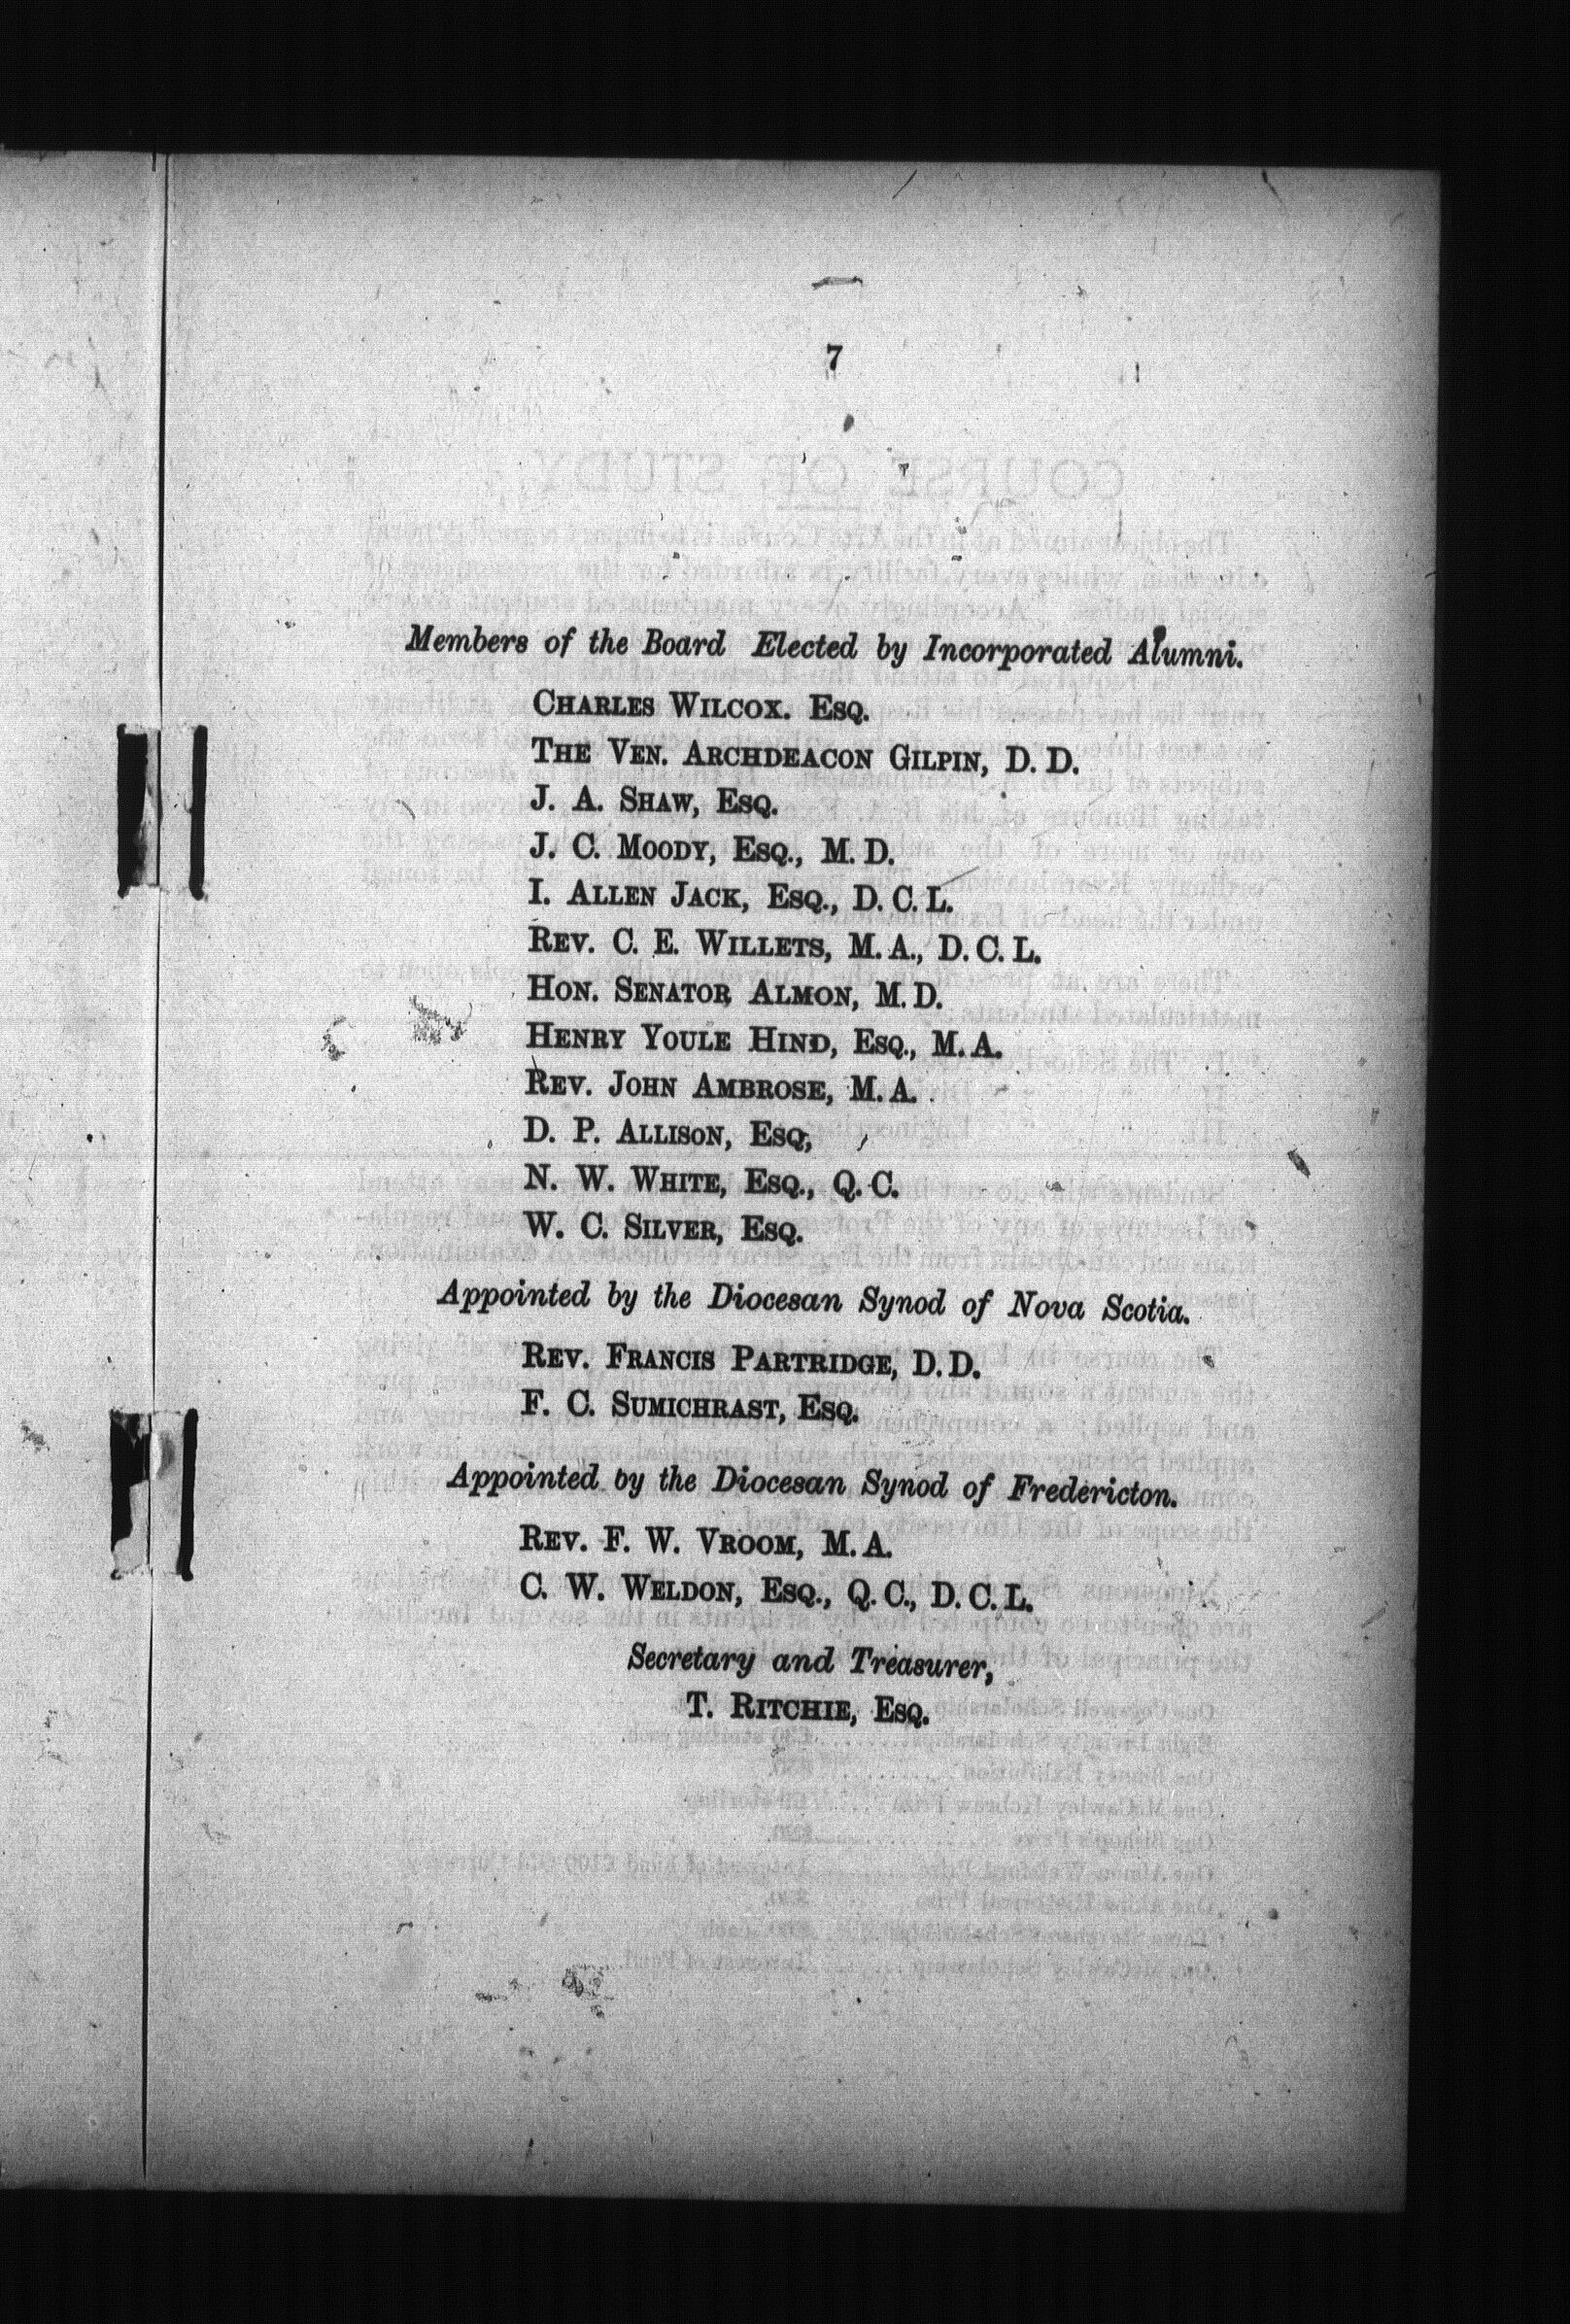 7
Members of the Board Elected by Incorporated Alumni.
CHARLES WILCOX. ESQ.
THE VEN. ARCHDEACON GILPIN, D. D.
J. A. SHAW, ESQ.
J. C. MOODY, ESQ., M. D.
I. ALLEN JACK, ESQ., D. C. L.
REV. C. E. WILLETS, M. A., D. C. L.
HON. SENATOR ALMON, M. D.
HENRY YOULE HIND, ESQ., M. A.
REV. JOHN AMBROSE, M. A.
D. P. ALLISON, ESQ,
N. W. WHITE, ESQ., Q. C.
W. C. SILVER, ESQ.
Appointed by the Diocesan Synod of Nova Scotia.
REV. FRANCIS PARTRIDGE, D. D.
F. C. SUMICHRAST, ESQ.
Appointed by the Diocesan Synod of Fredericton.
REV. F. W. VROOM, M. A.
C. W. WELDON, ESQ., Q. C., D. C. L.
Secretary and Treasurer,
T. RITCHIE, ESQ.